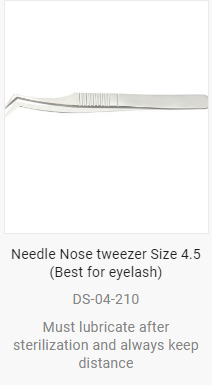 Needle Nose tweezer Size 4.5
(Best for eyelash)
DS-04-210
Must lubricate after
sterilization and always keep
distance